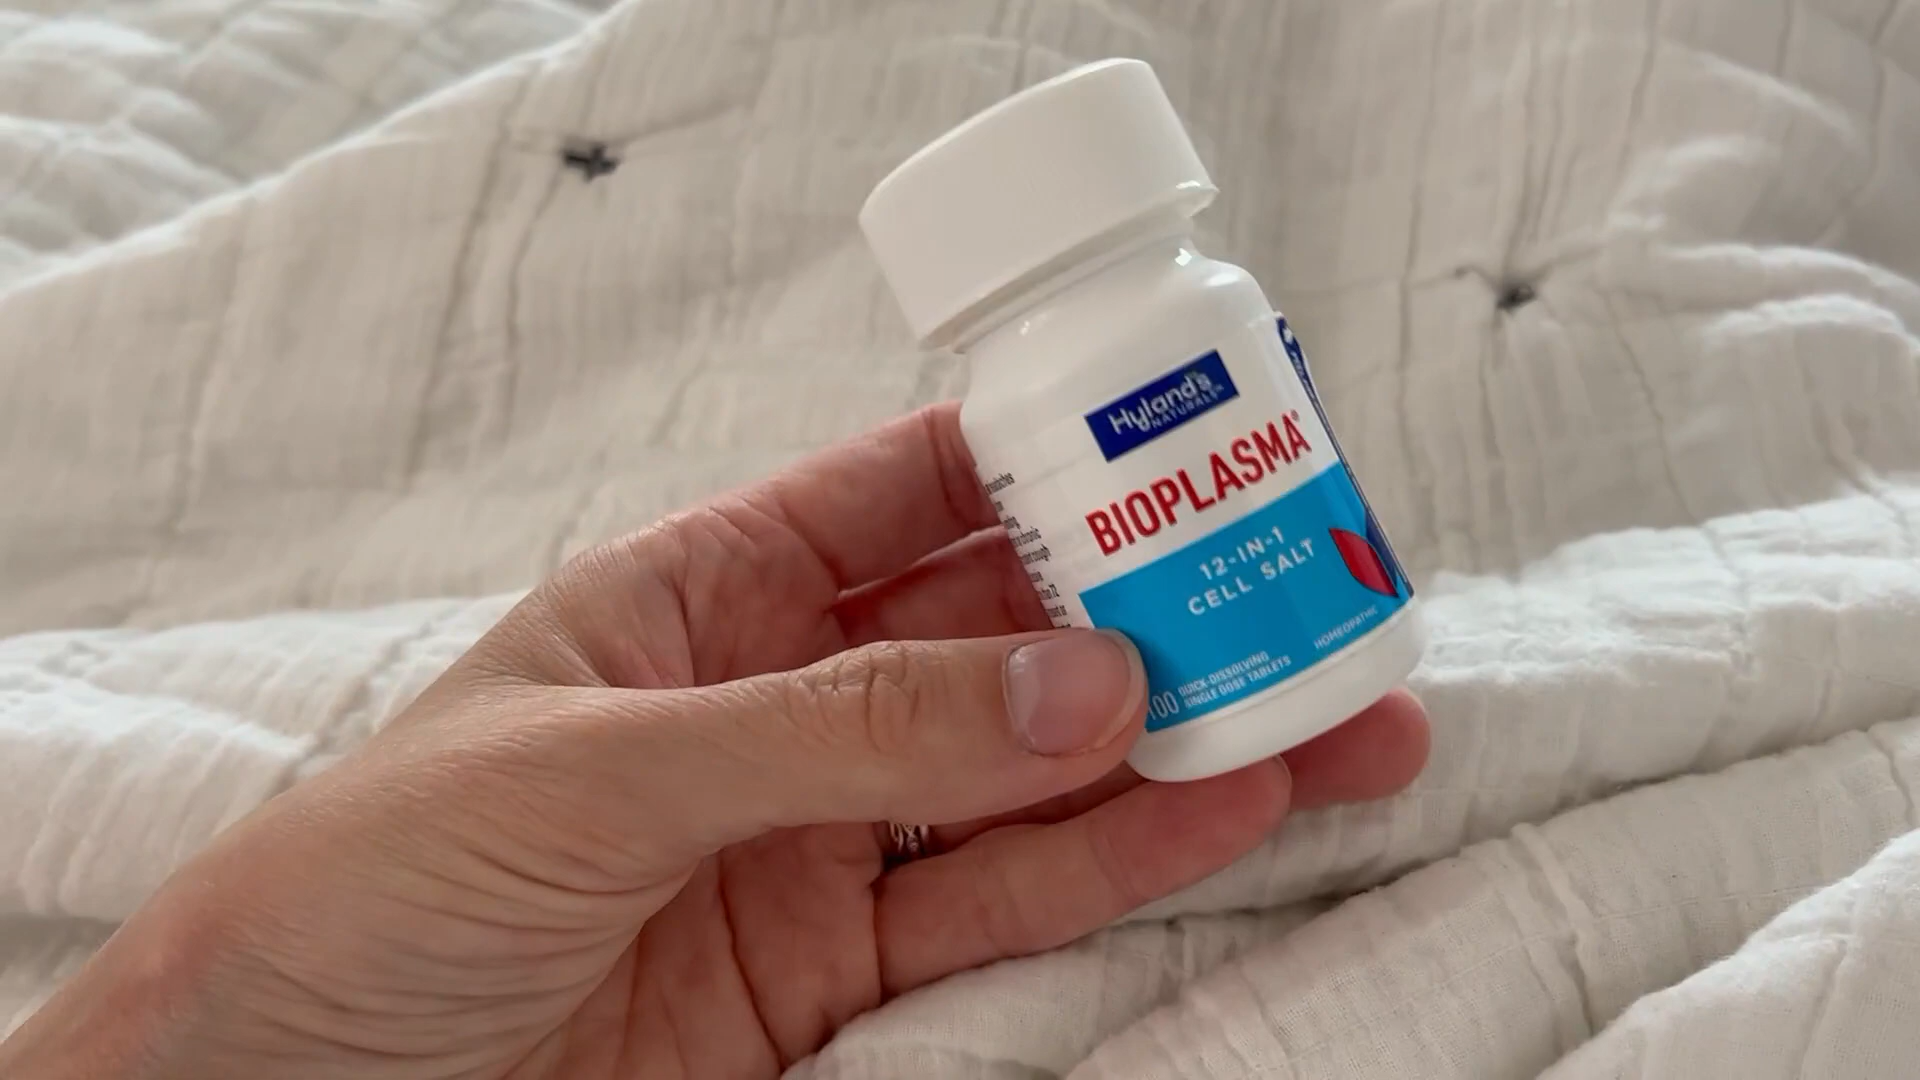 Hyland's
NATURALS
BIOPLASMA®
12-IN-1
CELL SALT
HOMEOPATHIC
100
QUICK-DISSOLVING
SINGLE DOSE TABLETS